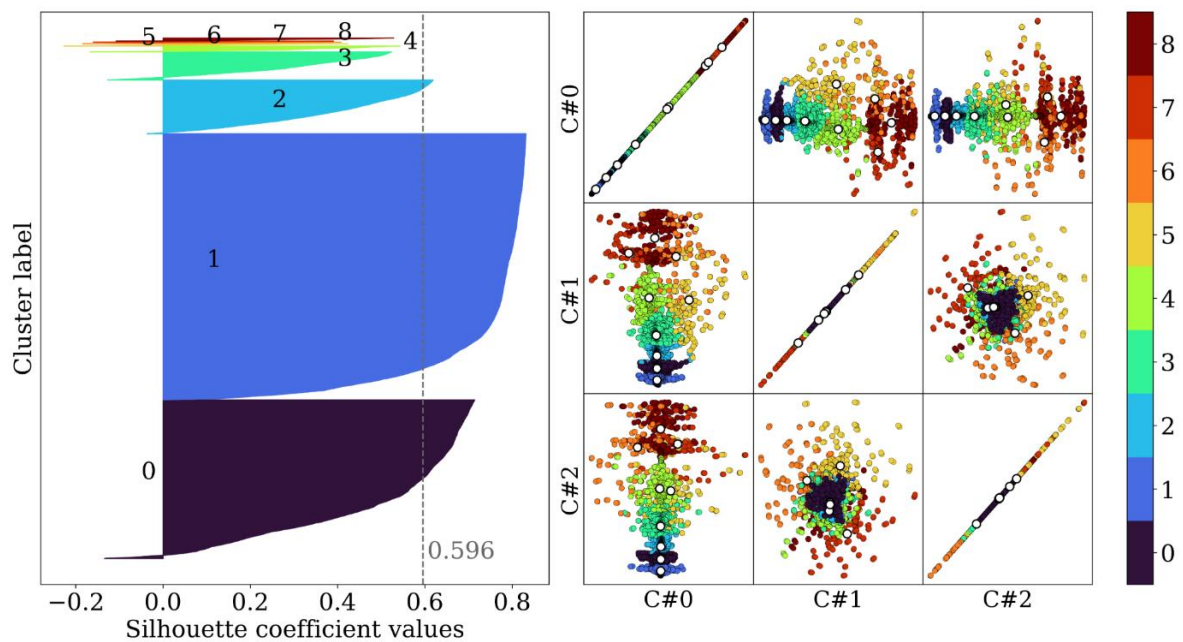 5 6 7 8
4
3
2
1
0
0.596
Cluster label
−0.2 0.0 0.2 0.4 0.6 0.8
Silhouette coefficient values
C#0
C#1
C#2
C#0 C#1 C#2
8
7
6
5
4
3
2
1
0